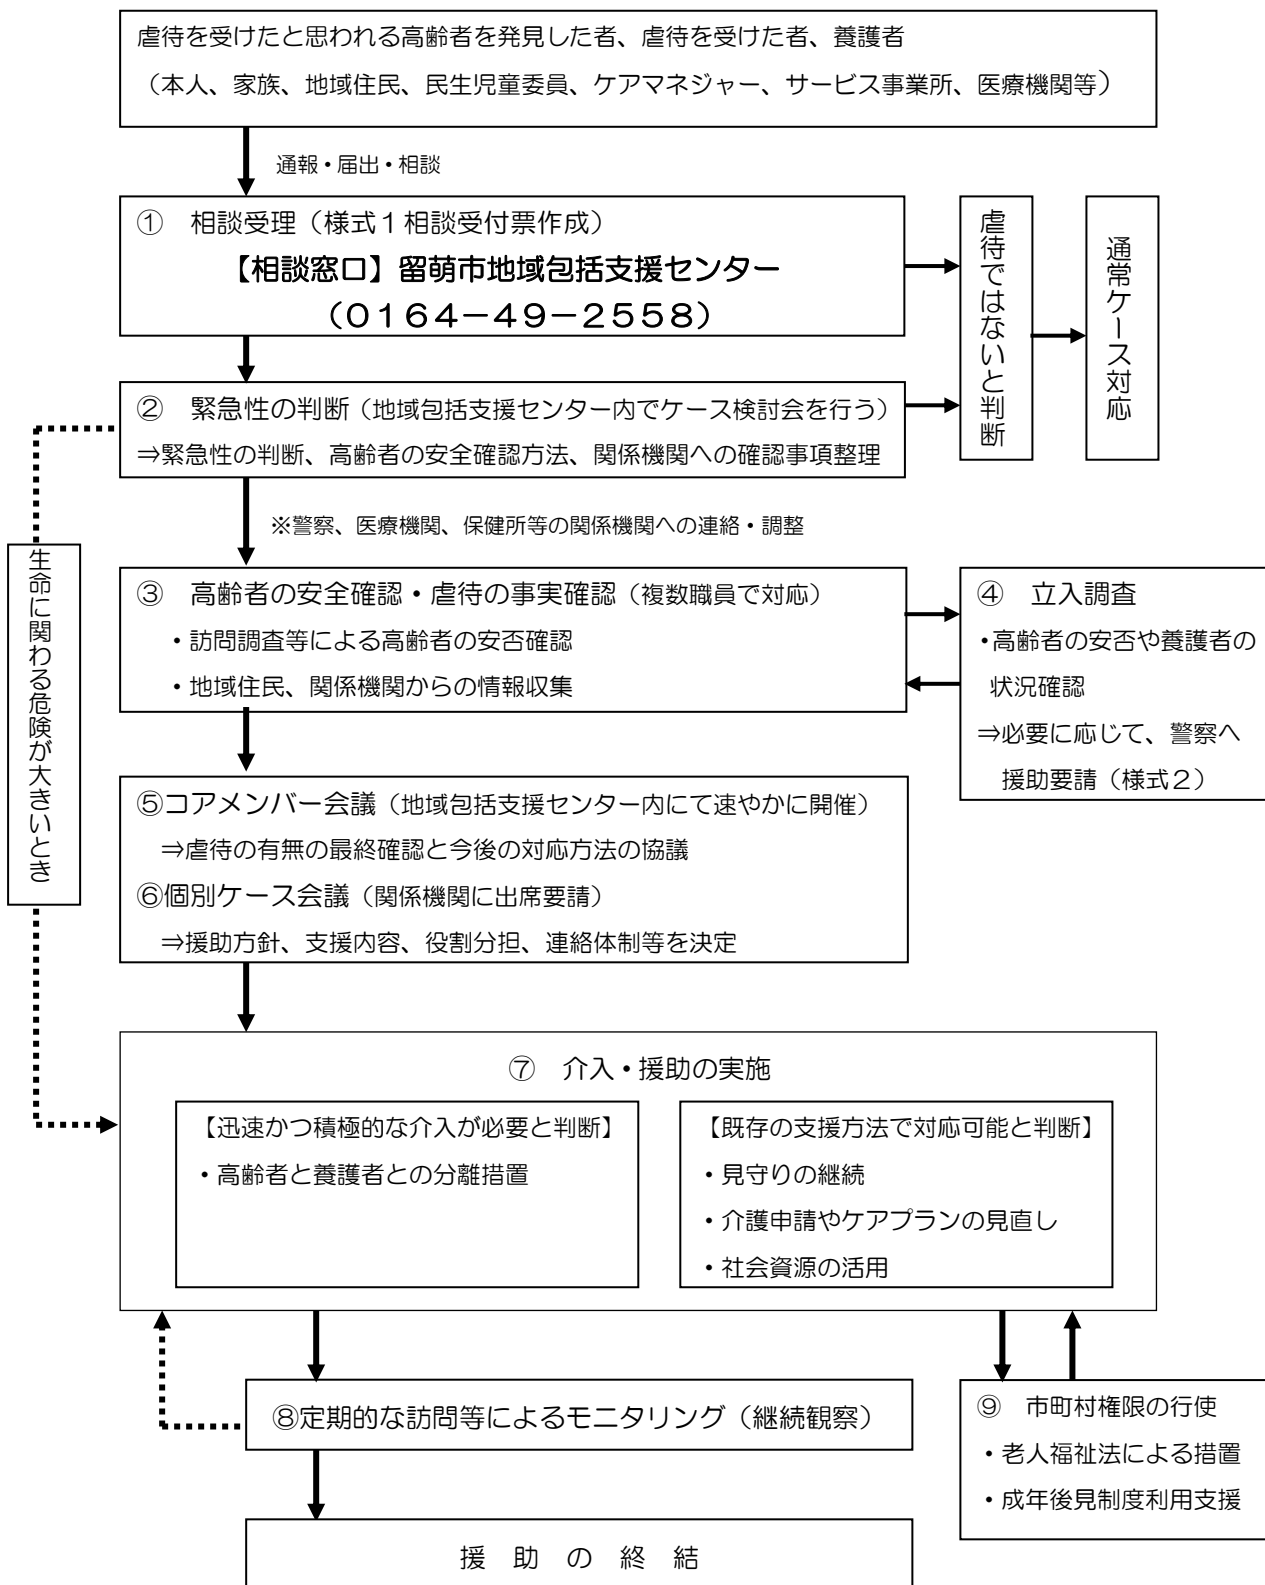 虐待を受けたと思われる高齢者を発見した者、虐待を受けた者、養護者
（本人、家族、地域住民、民生児童委員、ケアマネジャー、サービス事業所、医療機関等）
通報・届出・相談
①　相談受理（様式１相談受付票作成）
【相談窓口】留萌市地域包括支援センター
（０１６４－４９－２５５８）
虐待ではないと判断
通常ケース対応
②　緊急性の判断（地域包括支援センター内でケース検討会を行う）
⇒緊急性の判断、高齢者の安全確認方法、関係機関への確認事項整理
※警察、医療機関、保健所等の関係機関への連絡・調整
生命に関わる危険が大きいとき
③　高齢者の安全確認・虐待の事実確認（複数職員で対応）
・訪問調査等による高齢者の安否確認
・地域住民、関係機関からの情報収集
④　立入調査
・高齢者の安否や養護者の
状況確認
⇒必要に応じて、警察へ
援助要請（様式２）
⑤コアメンバー会議（地域包括支援センター内にて速やかに開催）
⇒虐待の有無の最終確認と今後の対応方法の協議
⑥個別ケース会議（関係機関に出席要請）
⇒援助方針、支援内容、役割分担、連絡体制等を決定
⑦　介入・援助の実施
【迅速かつ積極的な介入が必要と判断】
・高齢者と養護者との分離措置
【既存の支援方法で対応可能と判断】
・見守りの継続
・介護申請やケアプランの見直し
・社会資源の活用
⑧定期的な訪問等によるモニタリング（継続観察）
⑨　市町村権限の行使
・老人福祉法による措置
・成年後見制度利用支援
援　助　の　終　結